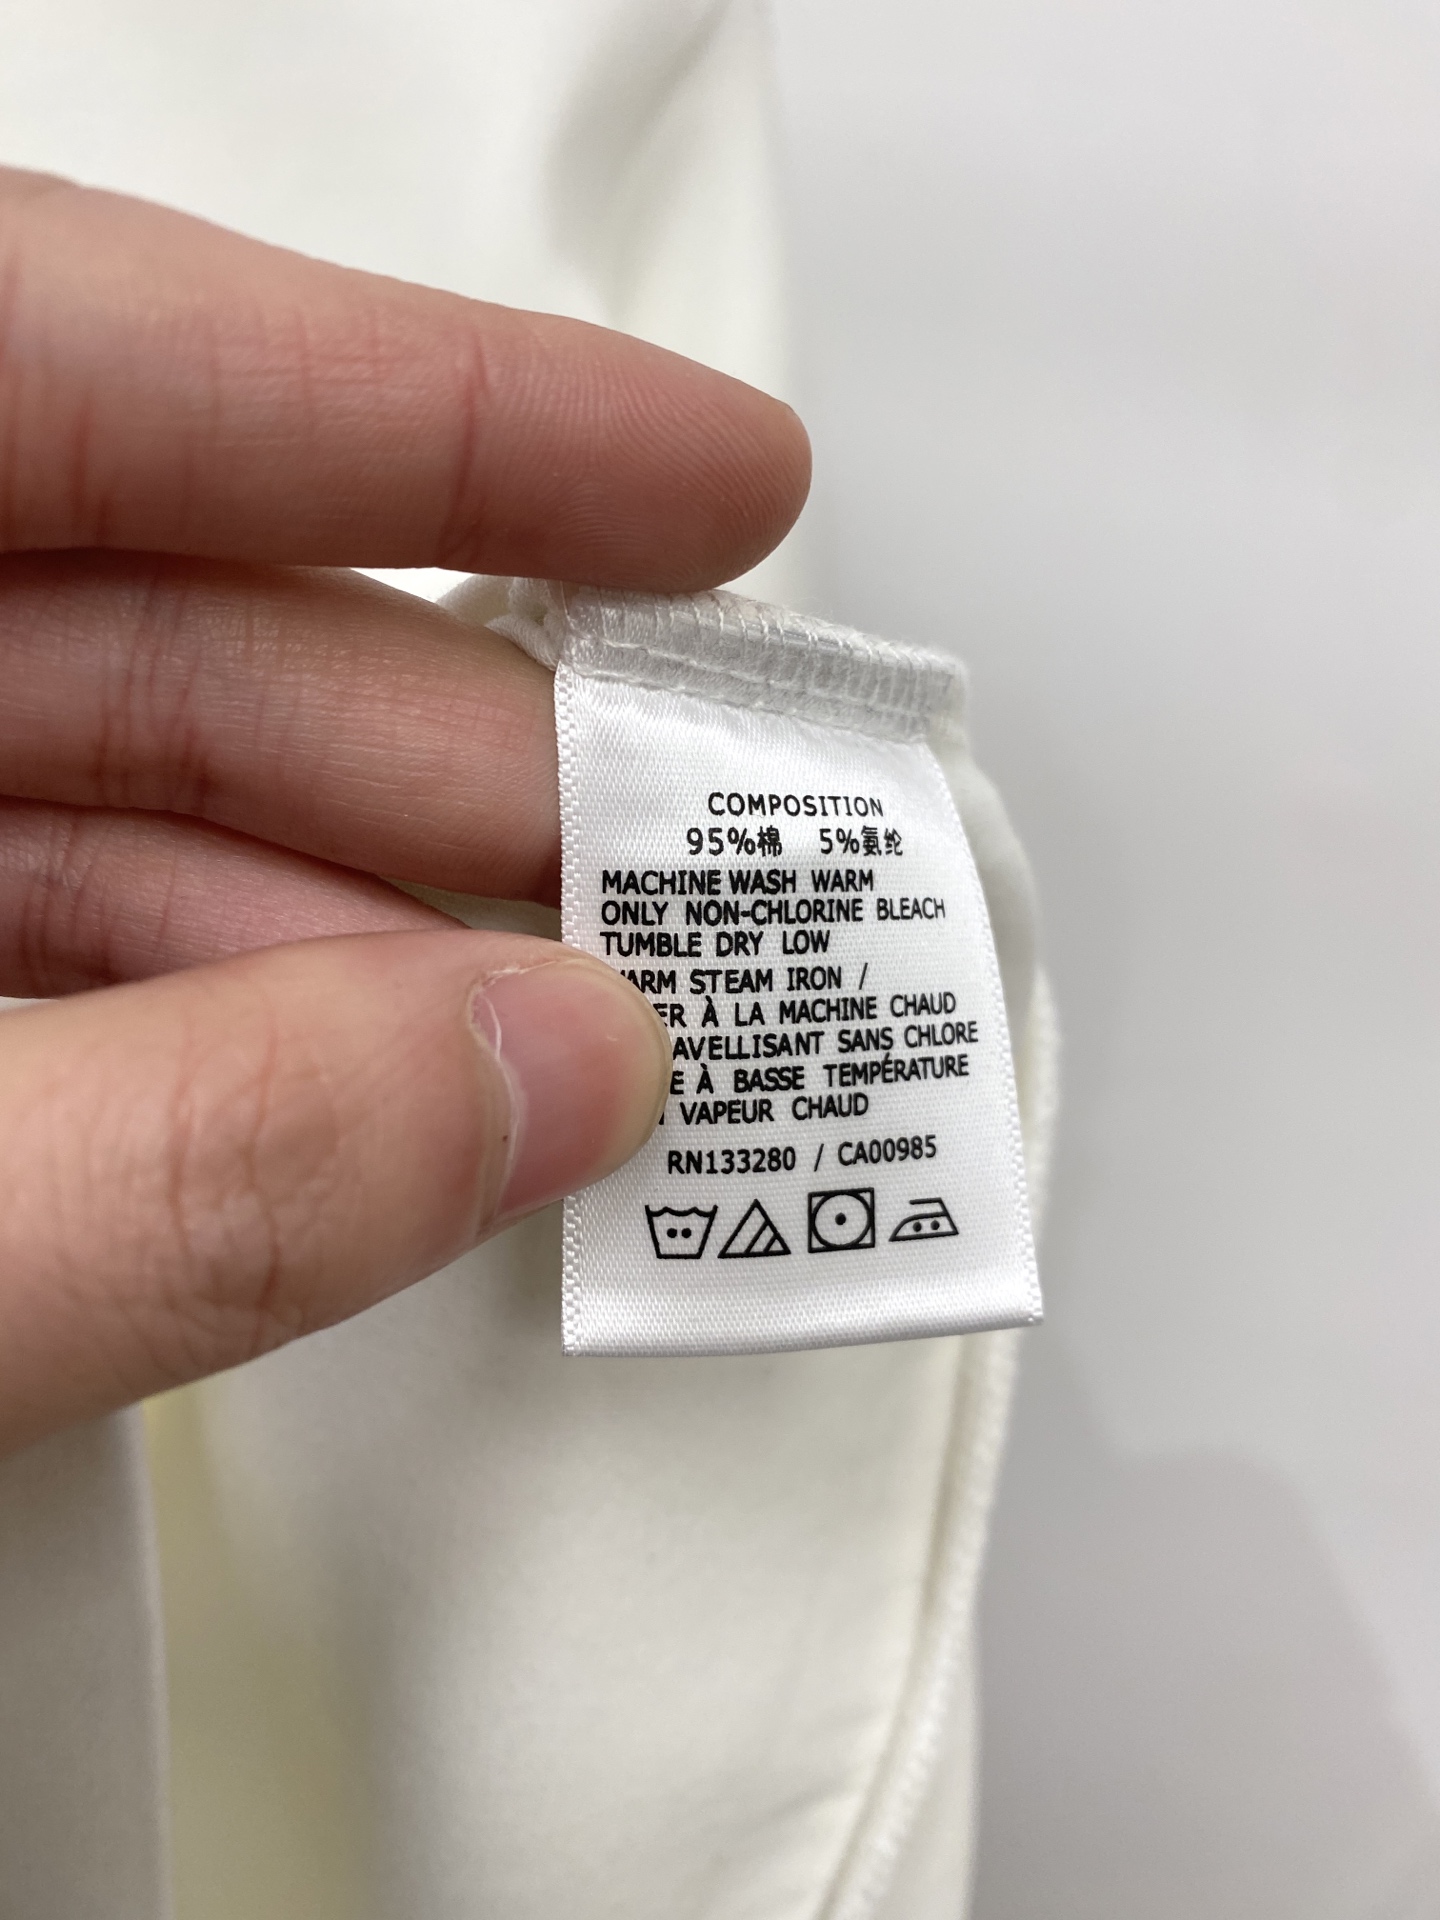 COMPOSITION
95%棉 5%氨纶
MACHINE WASH WARM
ONLY NON-CHLORINE BLEACH
TUMBLE DRY LOW
STEAM IRON /
À LA MACHINE CHAUD
SANS CHLORE
À BASSE TEMPÉRATURE
VAPEUR CHAUD
RN133280 / CA00985